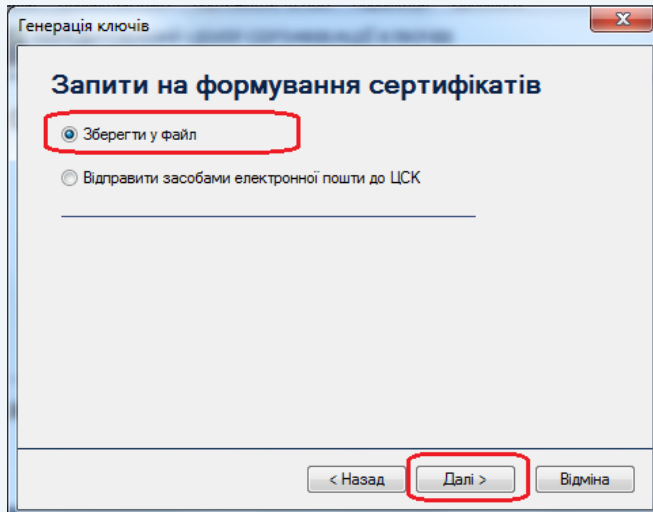 Генерація ключів
Запити на формування сертифікатів
Зберегти у файл
Відправити засобами електронної пошти до ЦСК
< Назад
Далі >
Відміна